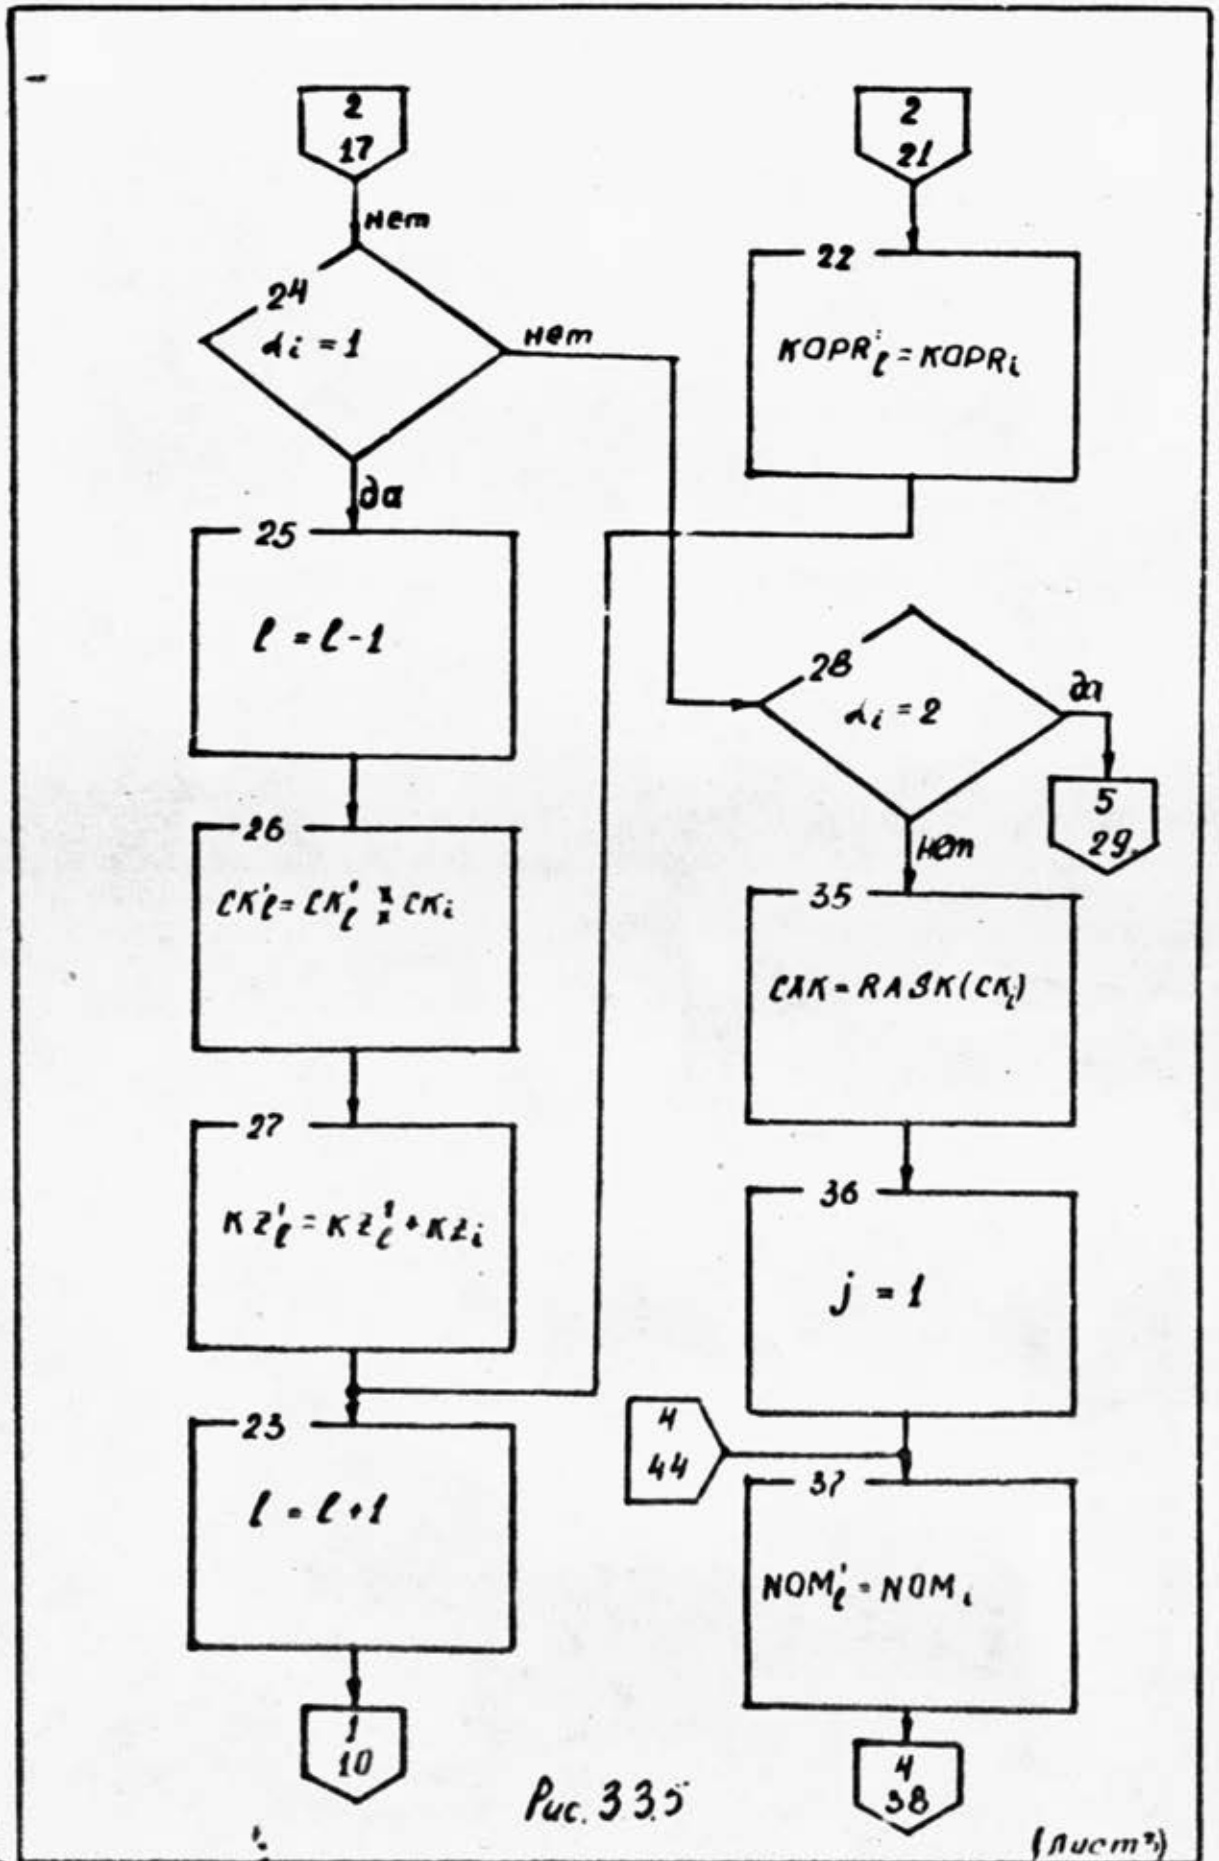 2
17
нет
24
αi = 1
нет
да
25
l = l - 1
26
CK'l = CK'l ** CKi
27
KZ'l = KZ'l + KZi
23
l = l + 1
1
10
2
21
22
KOPR'l = KOPRi
28
αi = 2
да
5
29
нет
35
CAK = RASK(CKi)
36
j = 1
4
44
37
NOM'l = NOMi
4
38
Рис. 3.3.5
(Лист